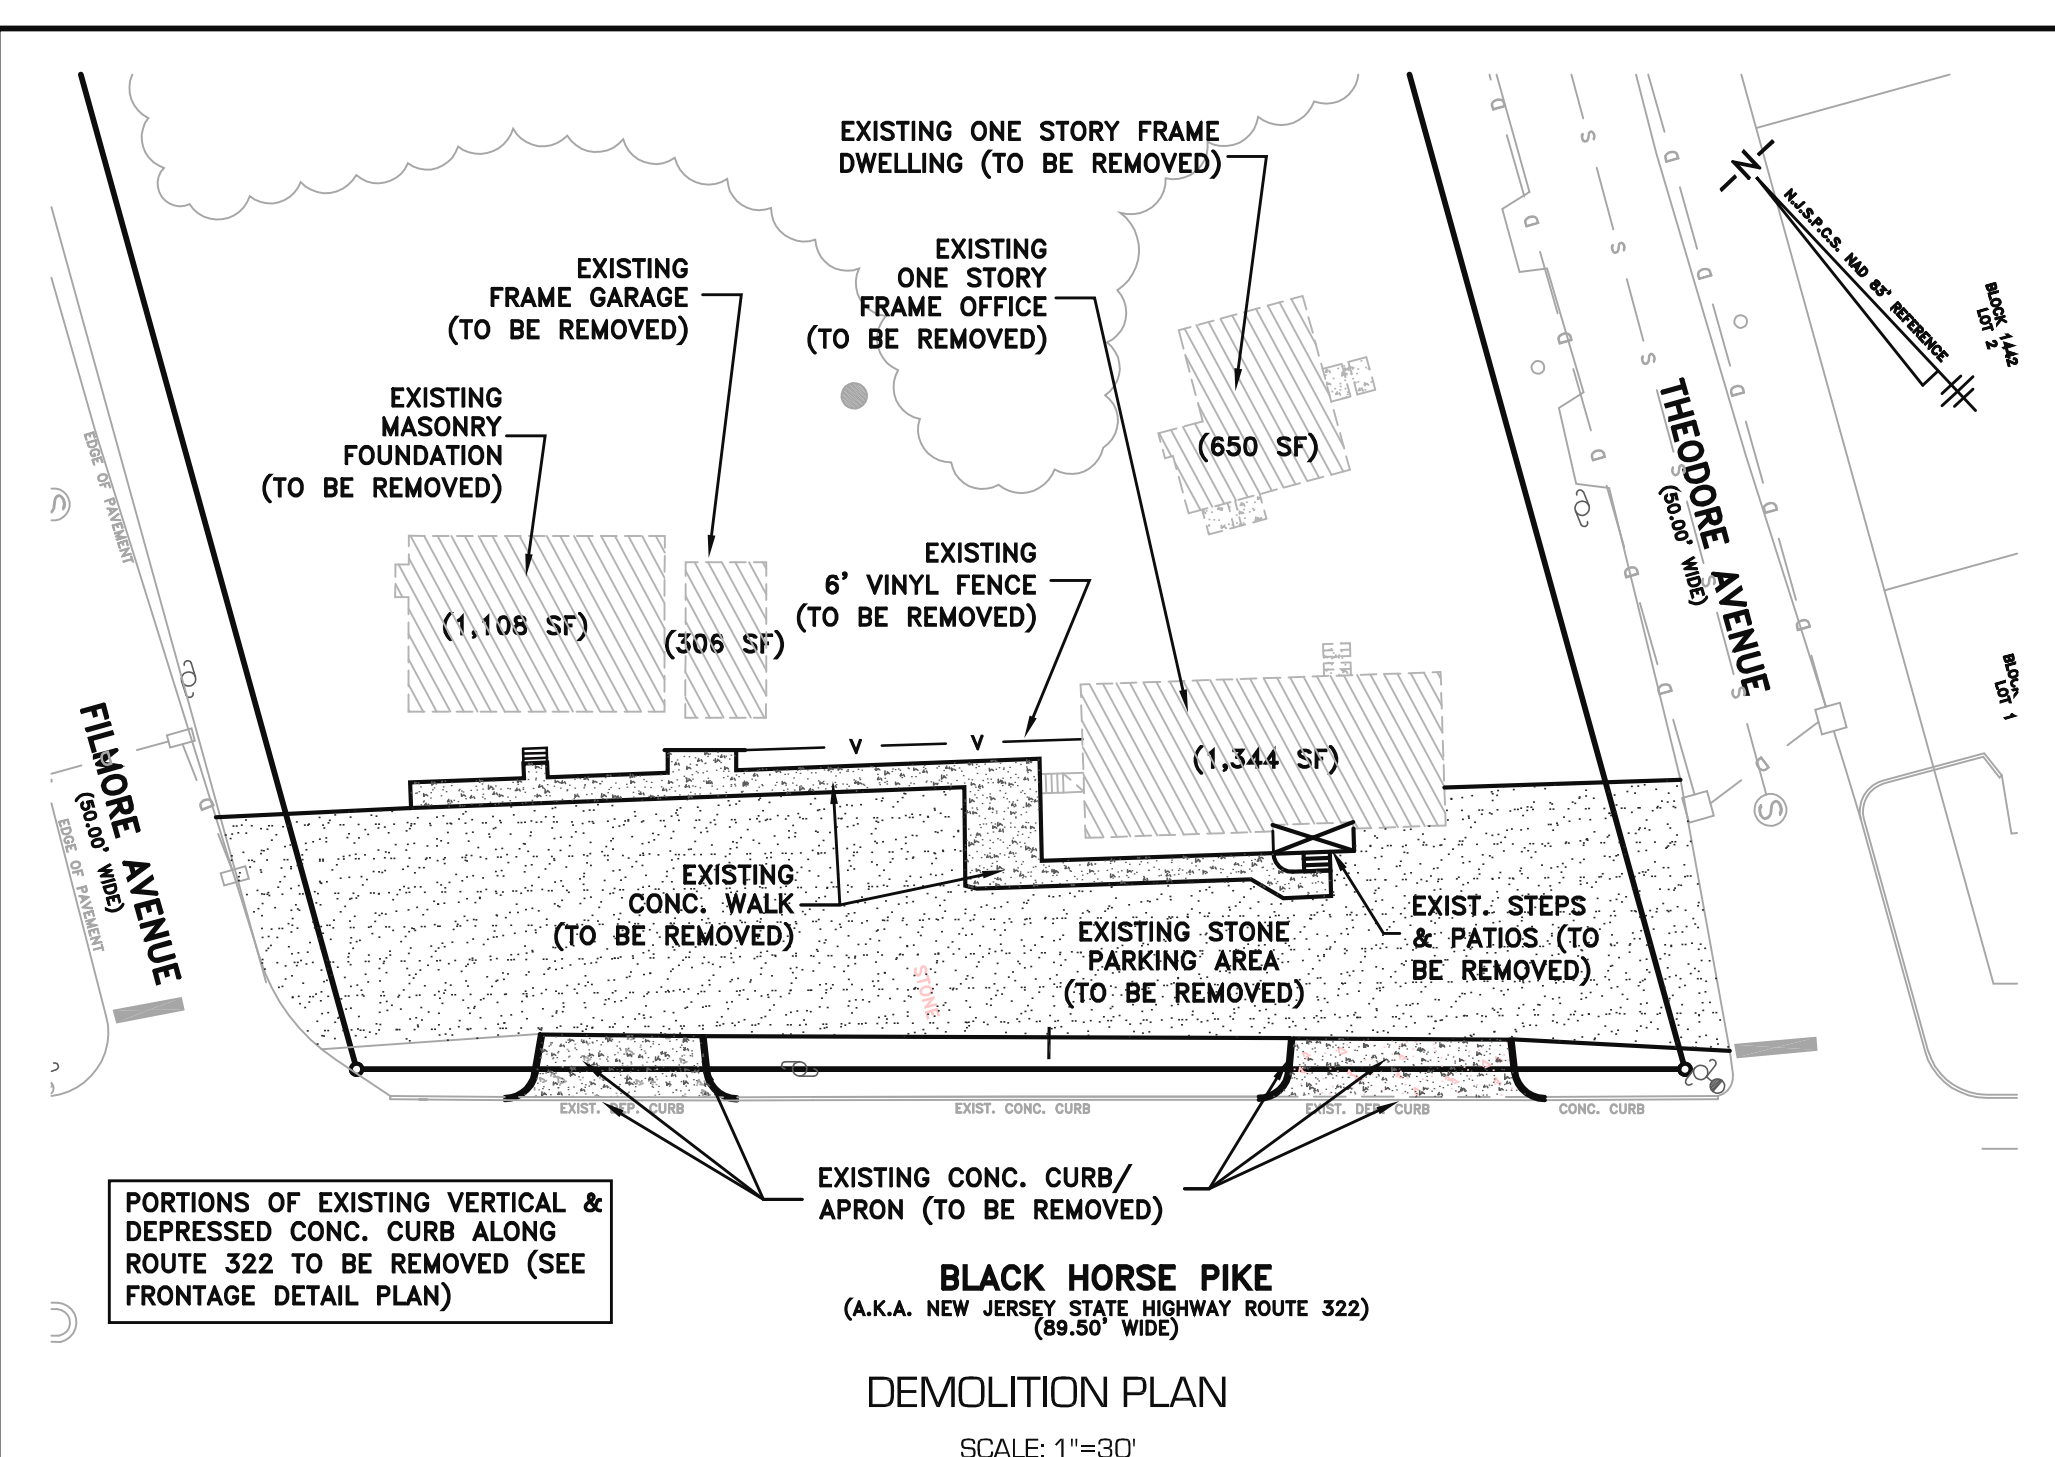 EXISTING ONE STORY FRAME
DWELLING (TO BE REMOVED)
EXISTING
ONE STORY
FRAME OFFICE
(TO BE REMOVED)
EXISTING
FRAME GARAGE
(TO BE REMOVED)
EXISTING
MASONRY
FOUNDATION
(TO BE REMOVED)
N
N.J.S.P.C.S. NAD 83' REFERENCE
BLOCK 1442
LOT 2
THEODORE AVENUE
(50.00' WIDE)
EDGE OF PAVEMENT
(650 SF)
EXISTING
6' VINYL FENCE
(TO BE REMOVED)
(1,108 SF)
(306 SF)
LOT 1
V V
(1,344 SF)
FILMORE AVENUE
(50.00' WIDE)
EDGE OF PAVEMENT
EXISTING
CONC. WALK
(TO BE REMOVED)
EXISTING STONE
PARKING AREA
(TO BE REMOVED)
EXIST. STEPS
& PATIOS (TO
BE REMOVED)
STONE
EXIST. DEP. CURB
EXIST. CONC. CURB
EXIST. DEP. CURB
CONC. CURB
EXISTING CONC. CURB/
APRON (TO BE REMOVED)
PORTIONS OF EXISTING VERTICAL &
DEPRESSED CONC. CURB ALONG
ROUTE 322 TO BE REMOVED (SEE
FRONTAGE DETAIL PLAN)
BLACK HORSE PIKE
(A.K.A. NEW JERSEY STATE HIGHWAY ROUTE 322)
(89.50' WIDE)
DEMOLITION PLAN
SCALE: 1"=30'